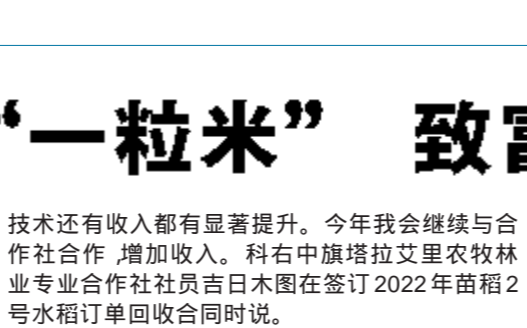 “一粒米” 致富
技术还有收入都有显著提升。今年我会继续与合
作社合作，增加收入。科右中旗塔拉艾里农牧林
业专业合作社社员吉日木图在签订2022年苗稻2
号水稻订单回收合同时说。